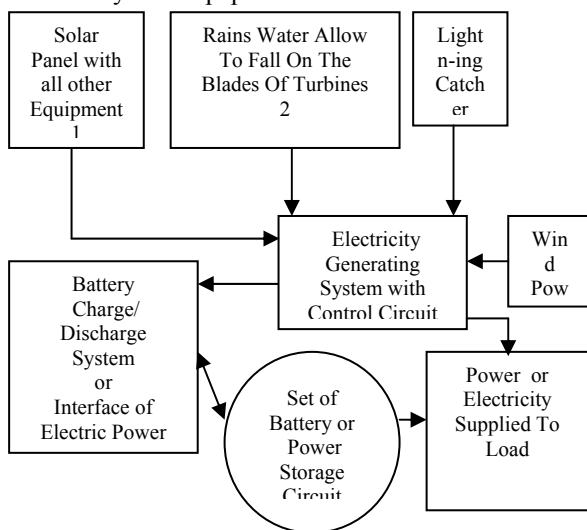 Solar
Panel with
all other
Equipment
1
Rains Water Allow
To Fall On The
Blades Of Turbines
2
Light
n-ing
Catch
er
Electricity
Generating
System with
Control Circuit
Win
d
Pow
Battery
Charge/
Discharge
System
or
Interface of
Electric Power
Set of
Battery or
Power
Storage
Circuit
Power or
Electricity
Supplied To
Load